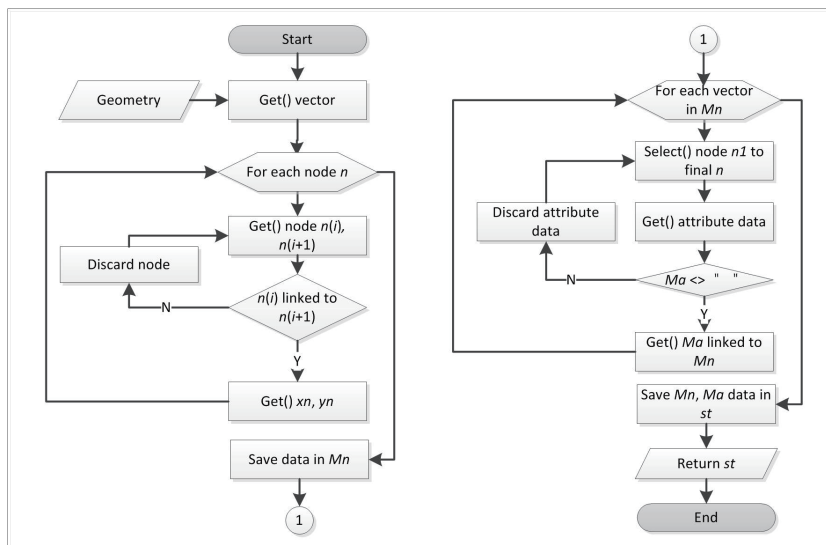 Start
Geometry
Get() vector
For each node n
Get() node n(i),
n(i+1)
Discard node
n(i) linked to
n(i+1)
N
Y
Get() xn, yn
Save data in Mn
1
1
For each vector
in Mn
Select() node n1 to
final n
Discard attribute
data
Get() attribute data
Ma <> " "
N
Y
Get() Ma linked to
Mn
Save Mn, Ma data in
st
Return st
End